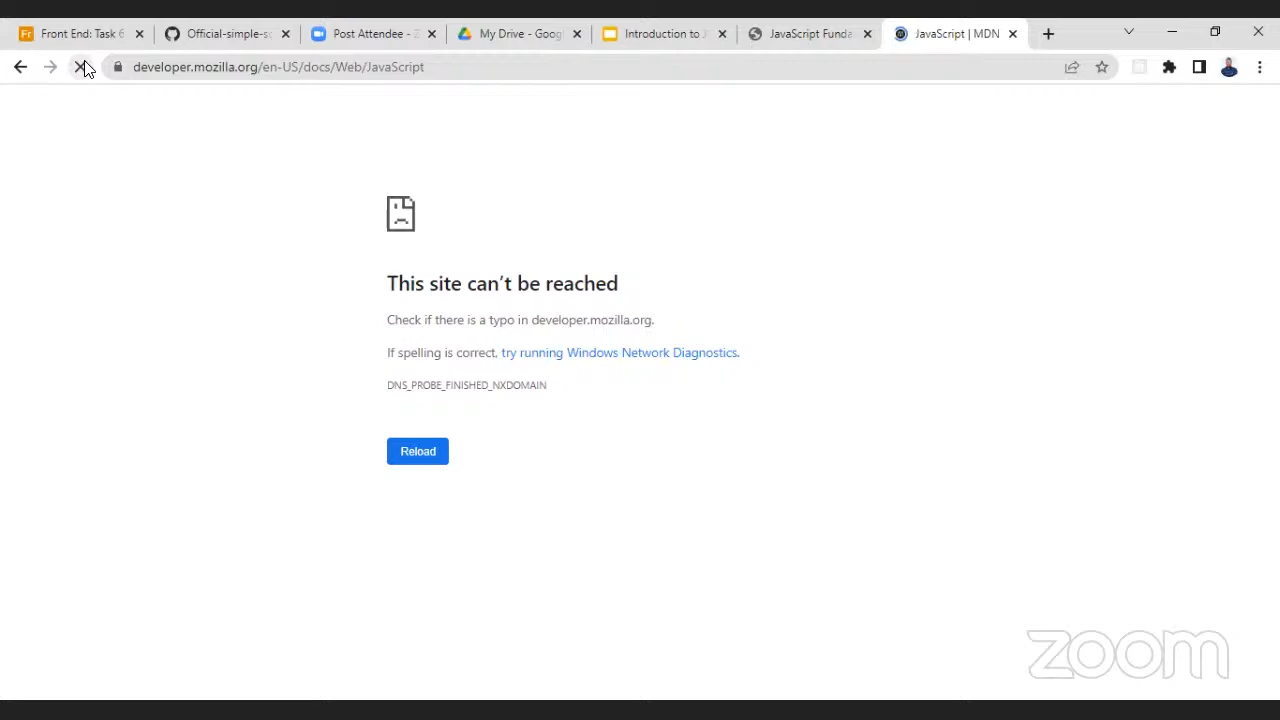 Fr Front End: Task 6
Official-simple-sc
Post Attendee - Z
My Drive - Googl
Introduction to J
JavaScript Funda
JavaScript | MDN
developer.mozilla.org/en-US/docs/Web/JavaScript
This site can't be reached
Check if there is a typo in developer.mozilla.org.
If spelling is correct, try running Windows Network Diagnostics.
DNS_PROBE_FINISHED_NXDOMAIN
Reload
zoom